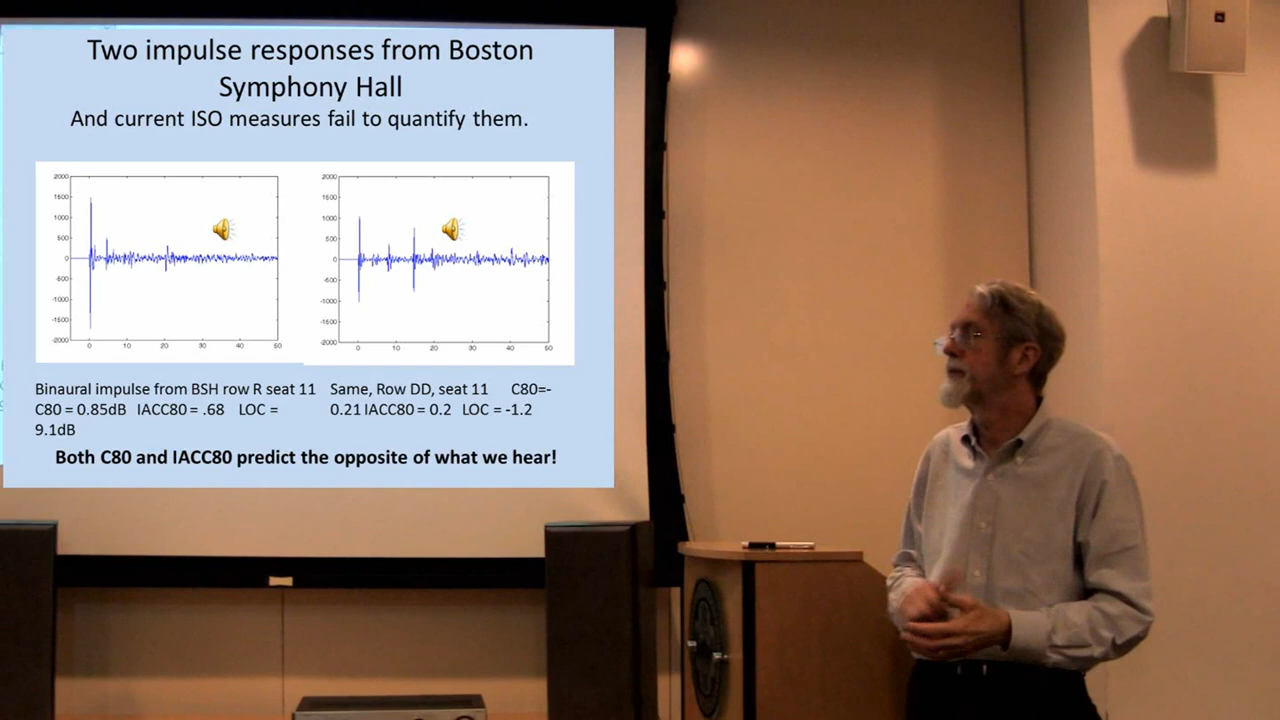 Two impulse responses from Boston
Symphony Hall
And current ISO measures fail to quantify them.
2000
1500
1000
500
0
-500
-1000
-1500
-2000
0 10 20 30 40 50
2000
1500
1000
500
0
-500
-1000
-1500
-2000
0 10 20 30 40 50
Binaural impulse from BSH row R seat 11
C80 = 0.85dB IACC80 = .68 LOC =
9.1dB
Same, Row DD, seat 11 C80=-
0.21 IACC80 = 0.2 LOC = -1.2
Both C80 and IACC80 predict the opposite of what we hear!